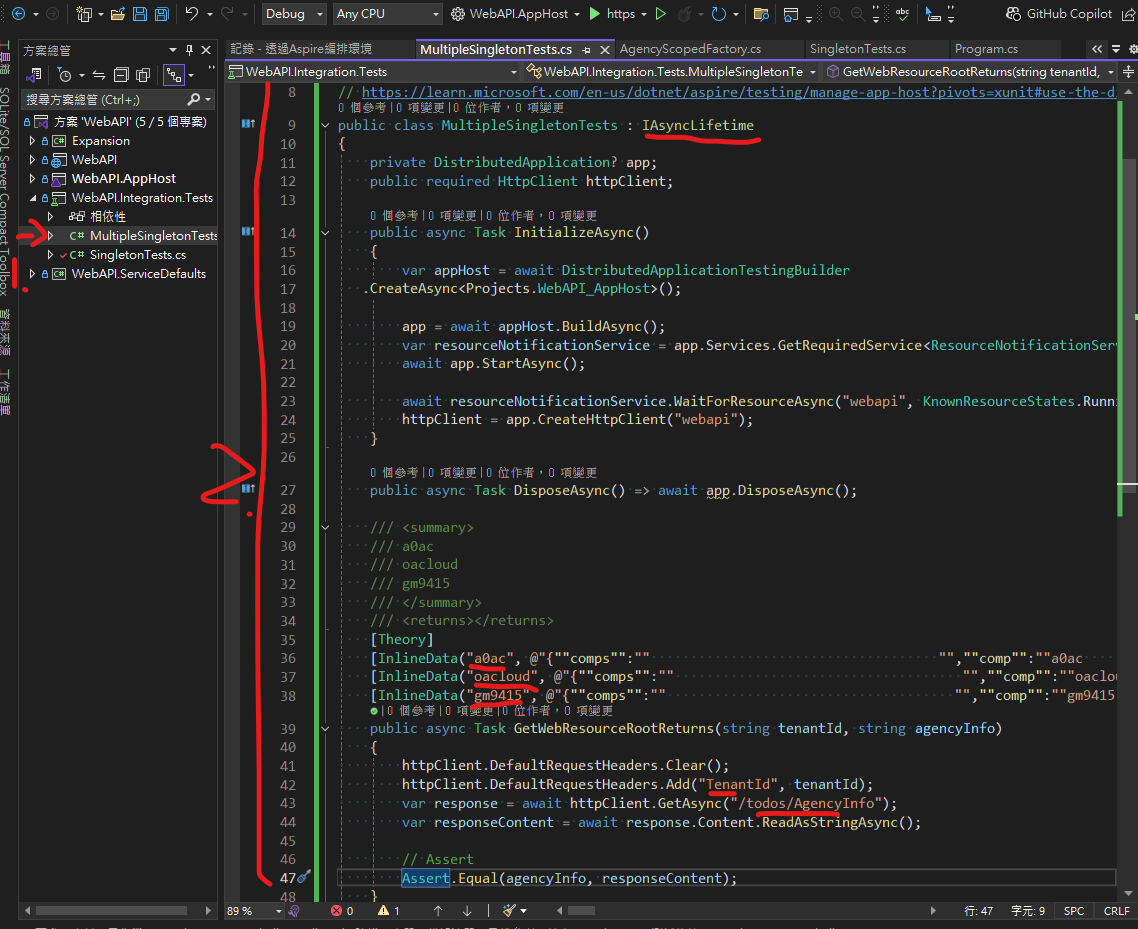 Debug
Any CPU
WebAPI.AppHost
https
GitHub Copilot
方案總管
記錄 - 透過Aspire編排環境
MultipleSingletonTests.cs
AgencyScopedFactory.cs
SingletonTests.cs
Program.cs
WebAPI.Integration.Tests
WebAPI.Integration.Tests.MultipleSingletonTe
GetWebResourceRootReturns(string tenantId,
工具箱
SQLite/SQL Server Compact Toolbox
資料來源
工作清單
搜尋方案總管 (Ctrl+;)
方案 'WebAPI' (5 / 5 個專案)
Expansion
WebAPI
WebAPI.AppHost
WebAPI.Integration.Tests
相依性
C# MultipleSingletonTests
C# SingletonTests.cs
WebAPI.ServiceDefaults
8 // https://learn.microsoft.com/en-us/dotnet/aspire/testing/manage-app-host?pivots=xunit#use-the-di
0 個參考|0 項變更|0 位作者，0 項變更
9 public class MultipleSingletonTests : IAsyncLifetime
10 {
11 private DistributedApplication? app;
12 public required HttpClient httpClient;
13
0 個參考|0 項變更|0 位作者，0 項變更
14 public async Task InitializeAsync()
15 {
16 var appHost = await DistributedApplicationTestingBuilder
17 .CreateAsync<Projects.WebAPI_AppHost>();
18
19 app = await appHost.BuildAsync();
20 var resourceNotificationService = app.Services.GetRequiredService<ResourceNotificationServ
21 await app.StartAsync();
22
23 await resourceNotificationService.WaitForResourceAsync("webapi", KnownResourceStates.Runni
24 httpClient = app.CreateHttpClient("webapi");
25 }
26
0 個參考|0 項變更|0 位作者，0 項變更
27 public async Task DisposeAsync() => await app.DisposeAsync();
28
29 /// <summary>
30 /// a0ac
31 /// oacloud
32 /// gm9415
33 /// </summary>
34 /// <returns></returns>
35 [Theory]
36 [InlineData("a0ac", @"{""comps"":"" "",""comp"":""a0ac
37 [InlineData("oacloud", @"{""comps"":"" "",""comp"":""oaclou
38 [InlineData("gm9415", @"{""comps"":"" "",""comp"":""gm9415
|0 個參考|0 項變更|0 位作者，0 項變更
39 public async Task GetWebResourceRootReturns(string tenantId, string agencyInfo)
40 {
41 httpClient.DefaultRequestHeaders.Clear();
42 httpClient.DefaultRequestHeaders.Add("TenantId", tenantId);
43 var response = await httpClient.GetAsync("/todos/AgencyInfo");
44 var responseContent = await response.Content.ReadAsStringAsync();
45
46 // Assert
47 Assert.Equal(agencyInfo, responseContent);
48 }
89 %
0
1
行: 47
字元: 9
SPC
CRLF